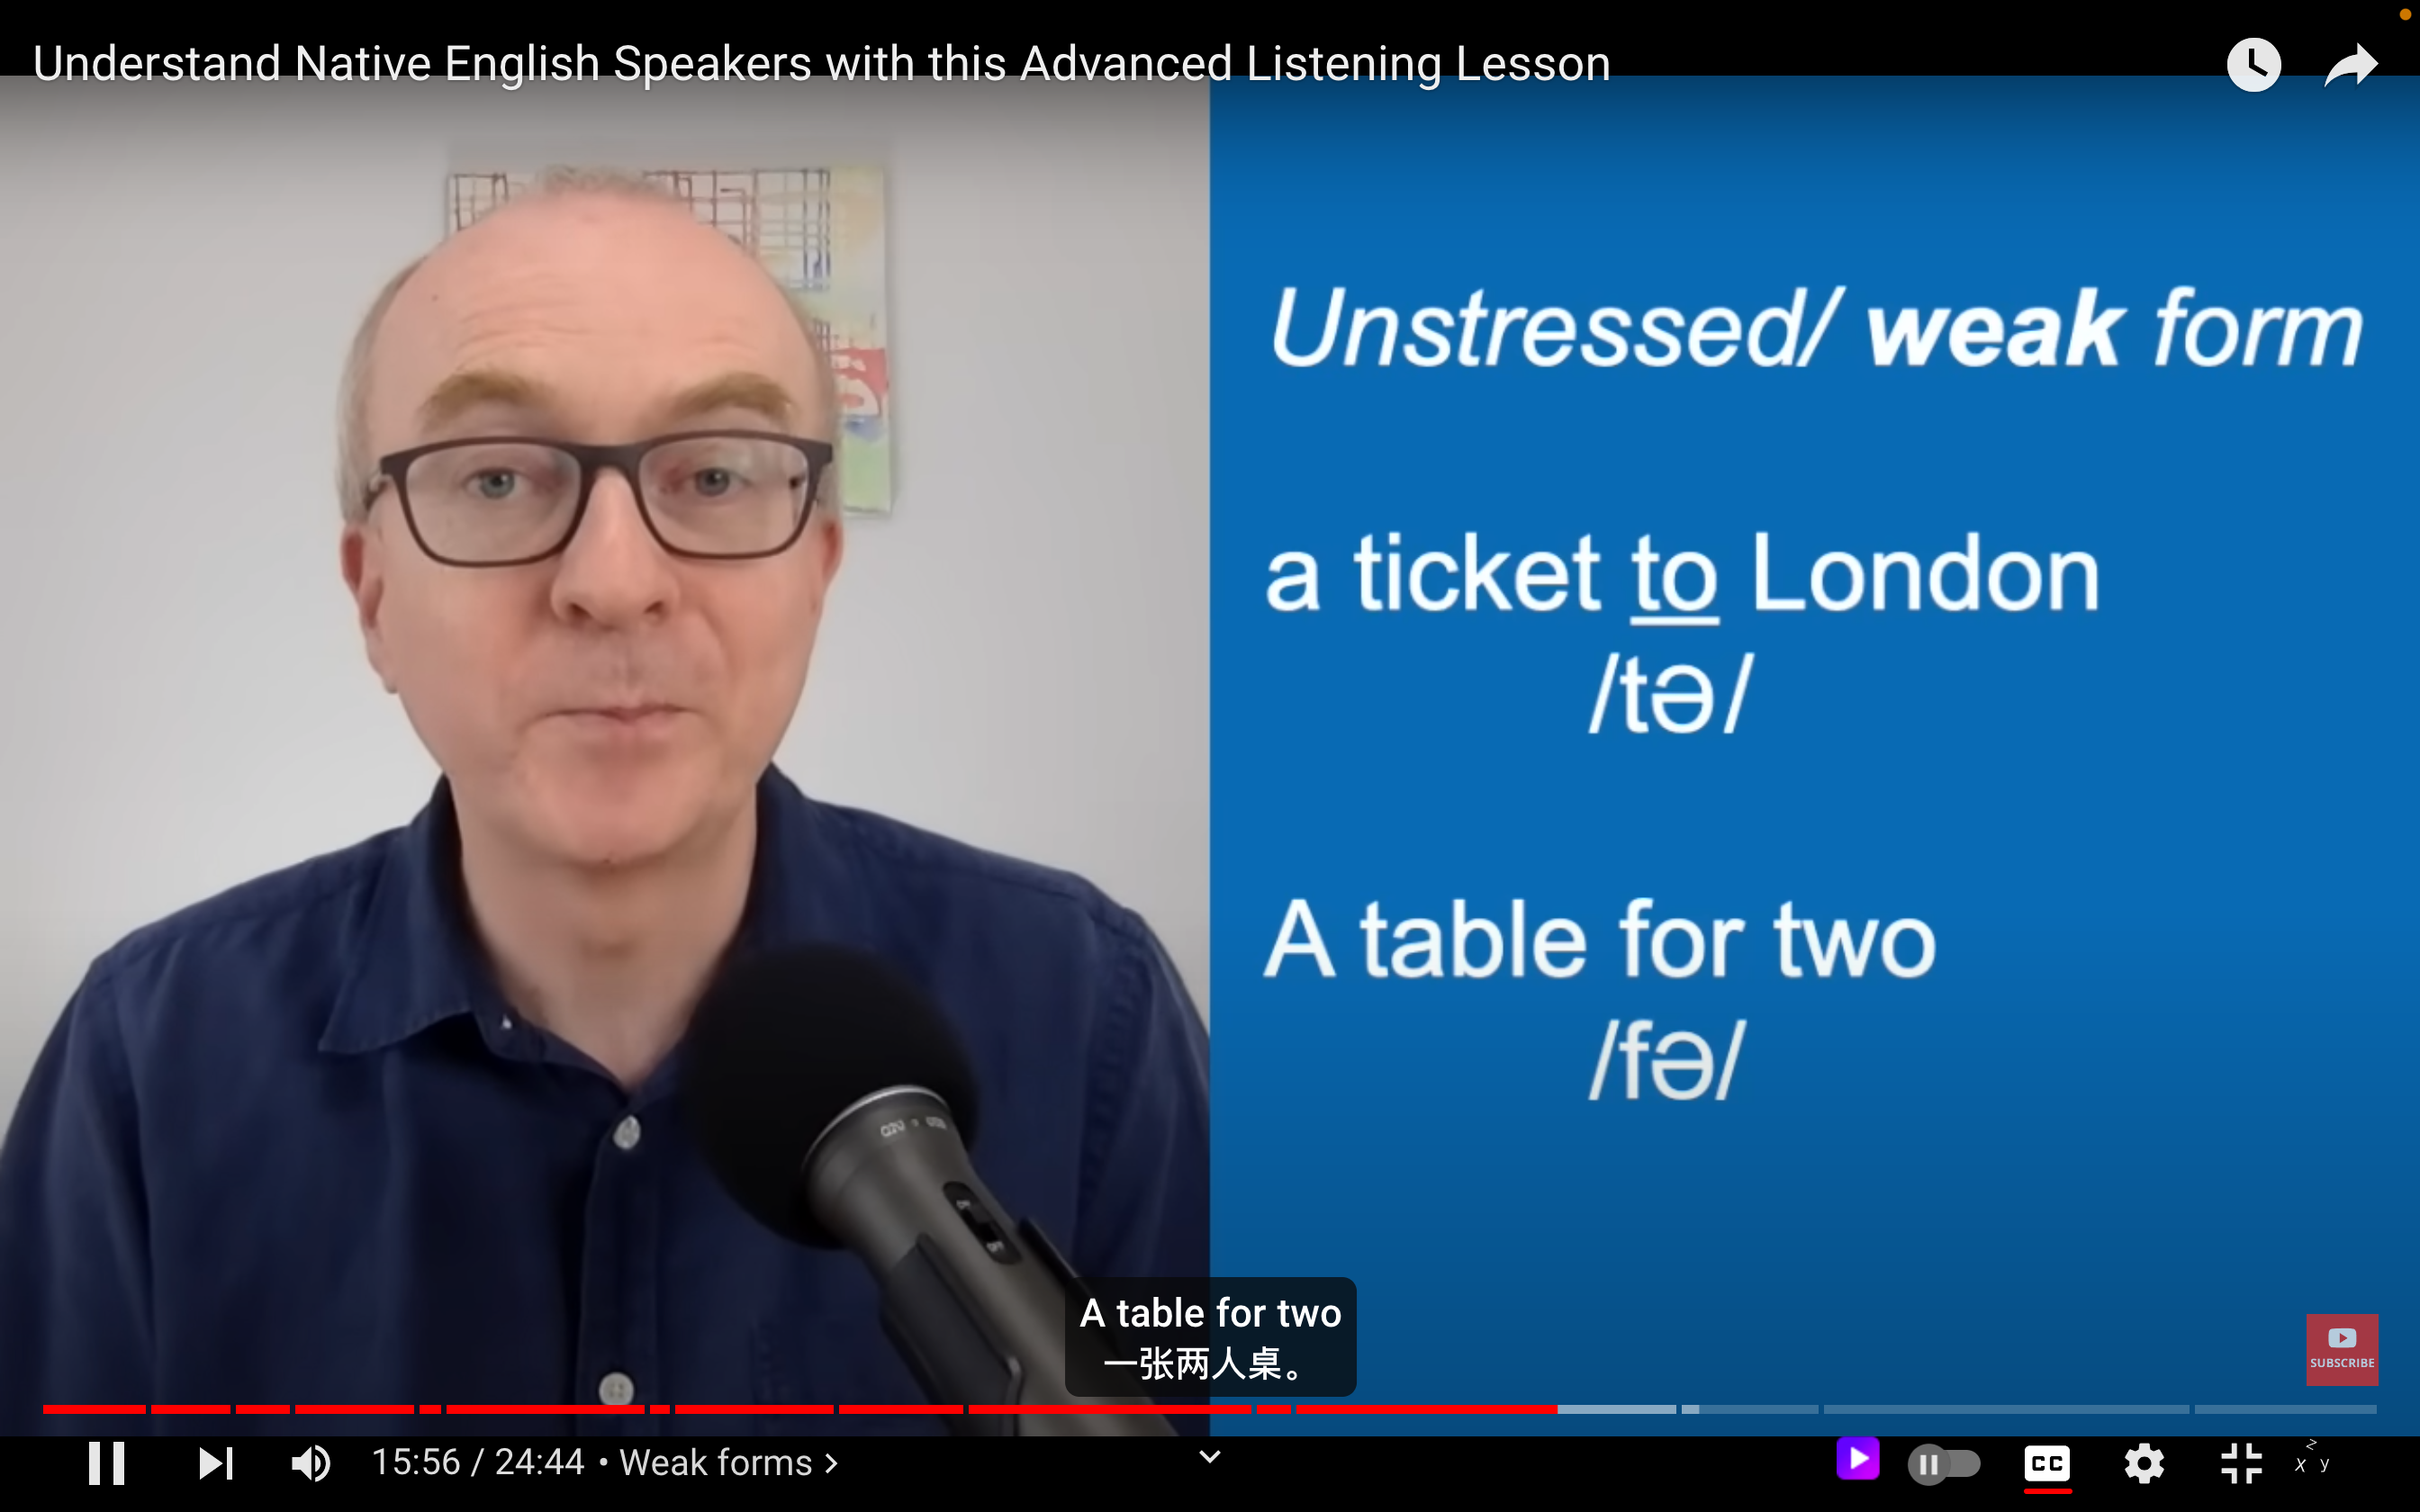 Understand Native English Speakers with this Advanced Listening Lesson
Unstressed/ weak form
a ticket to London
/tə/
A table for two
/fə/
A table for two
一张两人桌。
SUBSCRIBE
15:56 / 24:44 • Weak forms
CC
x y